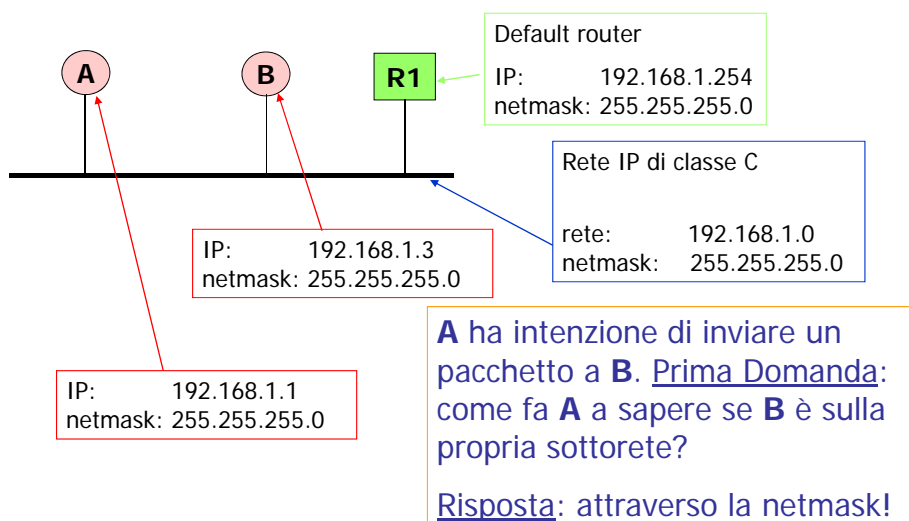 Default router
IP: 192.168.1.254
netmask: 255.255.255.0
A
B
R1
Rete IP di classe C
rete: 192.168.1.0
netmask: 255.255.255.0
IP: 192.168.1.3
netmask: 255.255.255.0
IP: 192.168.1.1
netmask: 255.255.255.0
A ha intenzione di inviare un
pacchetto a B. Prima Domanda:
come fa A a sapere se B è sulla
propria sottorete?
Risposta: attraverso la netmask!